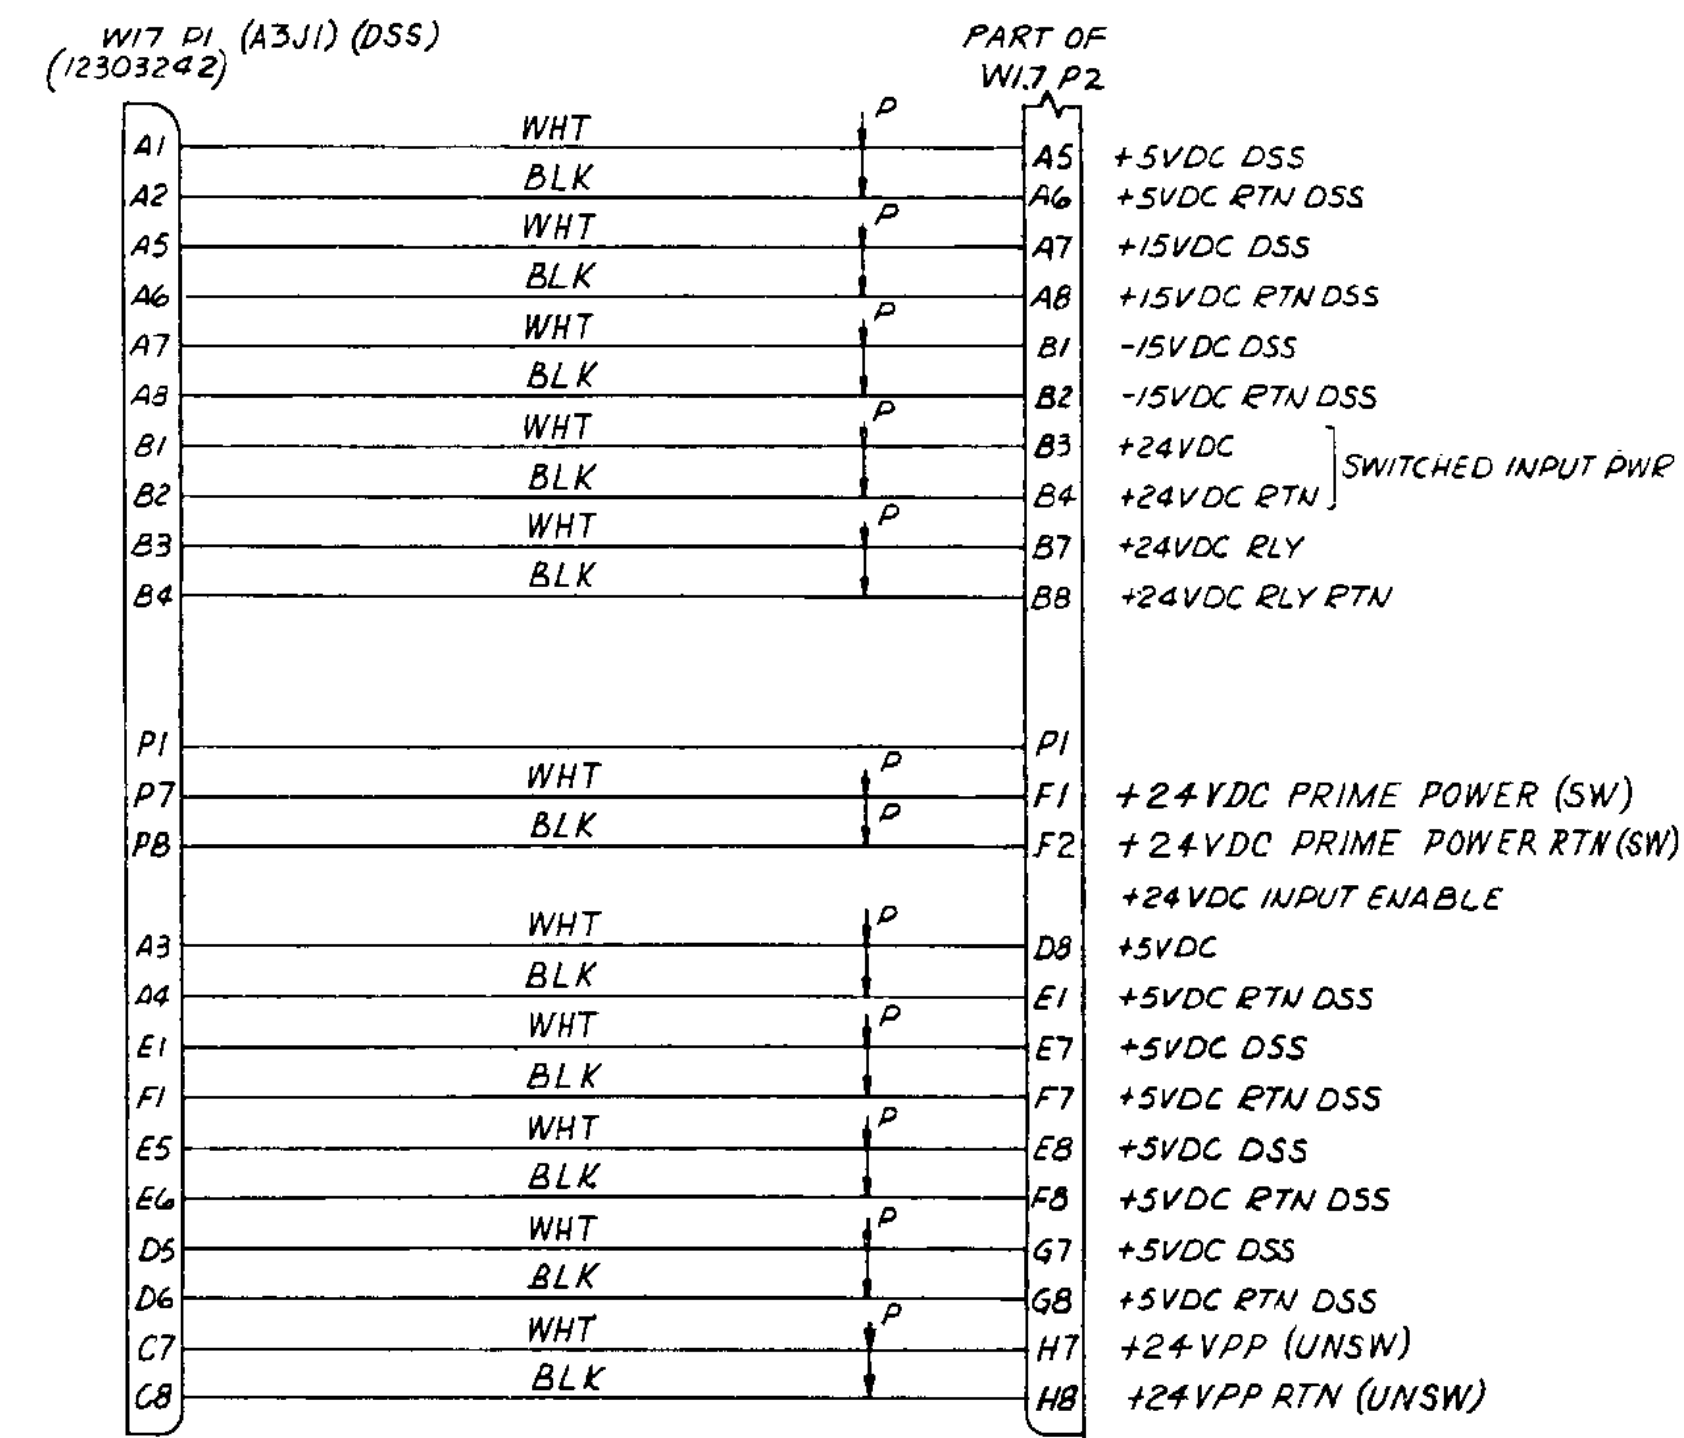 W17 P1 (A3J1) (DSS)
(12303242)
PART OF
W17 P2
P
A1 WHT A5 +5VDC DSS
A2 BLK A6 +5VDC RTN DSS
P
A5 WHT A7 +15VDC DSS
A6 BLK A8 +15VDC RTN DSS
P
A7 WHT B1 -15VDC DSS
A8 BLK B2 -15VDC RTN DSS
P
B1 WHT B3 +24VDC
SWITCHED INPUT PWR
B2 BLK B4 +24VDC RTN
P
B3 WHT B7 +24VDC RLY
B4 BLK B8 +24VDC RLY RTN
P1 P1
P
P7 WHT F1 +24VDC PRIME POWER (SW)
P
P8 BLK F2 +24VDC PRIME POWER RTN (SW)
+24VDC INPUT ENABLE
P
A3 WHT D8 +5VDC
A4 BLK E1 +5VDC RTN DSS
P
E1 WHT E7 +5VDC DSS
F1 BLK F7 +5VDC RTN DSS
P
E5 WHT E8 +5VDC DSS
E6 BLK F8 +5VDC RTN DSS
P
D5 WHT G7 +5VDC DSS
D6 BLK G8 +5VDC RTN DSS
P
C7 WHT H7 +24VPP (UNSW)
C8 BLK H8 +24VPP RTN (UNSW)